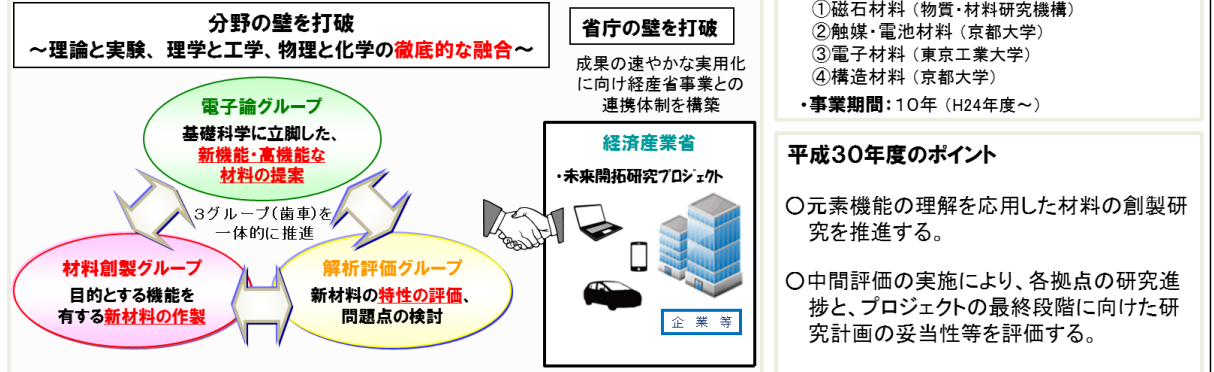 分野の壁を打破
～理論と実験、理学と工学、物理と化学の徹底的な融合～
電子論グループ
基礎科学に立脚した、
新機能・高機能な
材料の提案
3グループ(歯車)を
一体的に推進
材料創製グループ
目的とする機能を
有する新材料の作製
解析評価グループ
新材料の特性の評価、
問題点の検討
省庁の壁を打破
成果の速やかな実用化
に向け経産省事業との
連携体制を構築
経済産業省
・未来開拓研究プロジェクト
企業等
①磁石材料（物質・材料研究機構）
②触媒・電池材料（京都大学）
③電子材料（東京工業大学）
④構造材料（京都大学）
・事業期間：１０年（H24年度～）
平成３０年度のポイント
○元素機能の理解を応用した材料の創製研
究を推進する。
○中間評価の実施により、各拠点の研究進
捗と、プロジェクトの最終段階に向けた研
究計画の妥当性等を評価する。